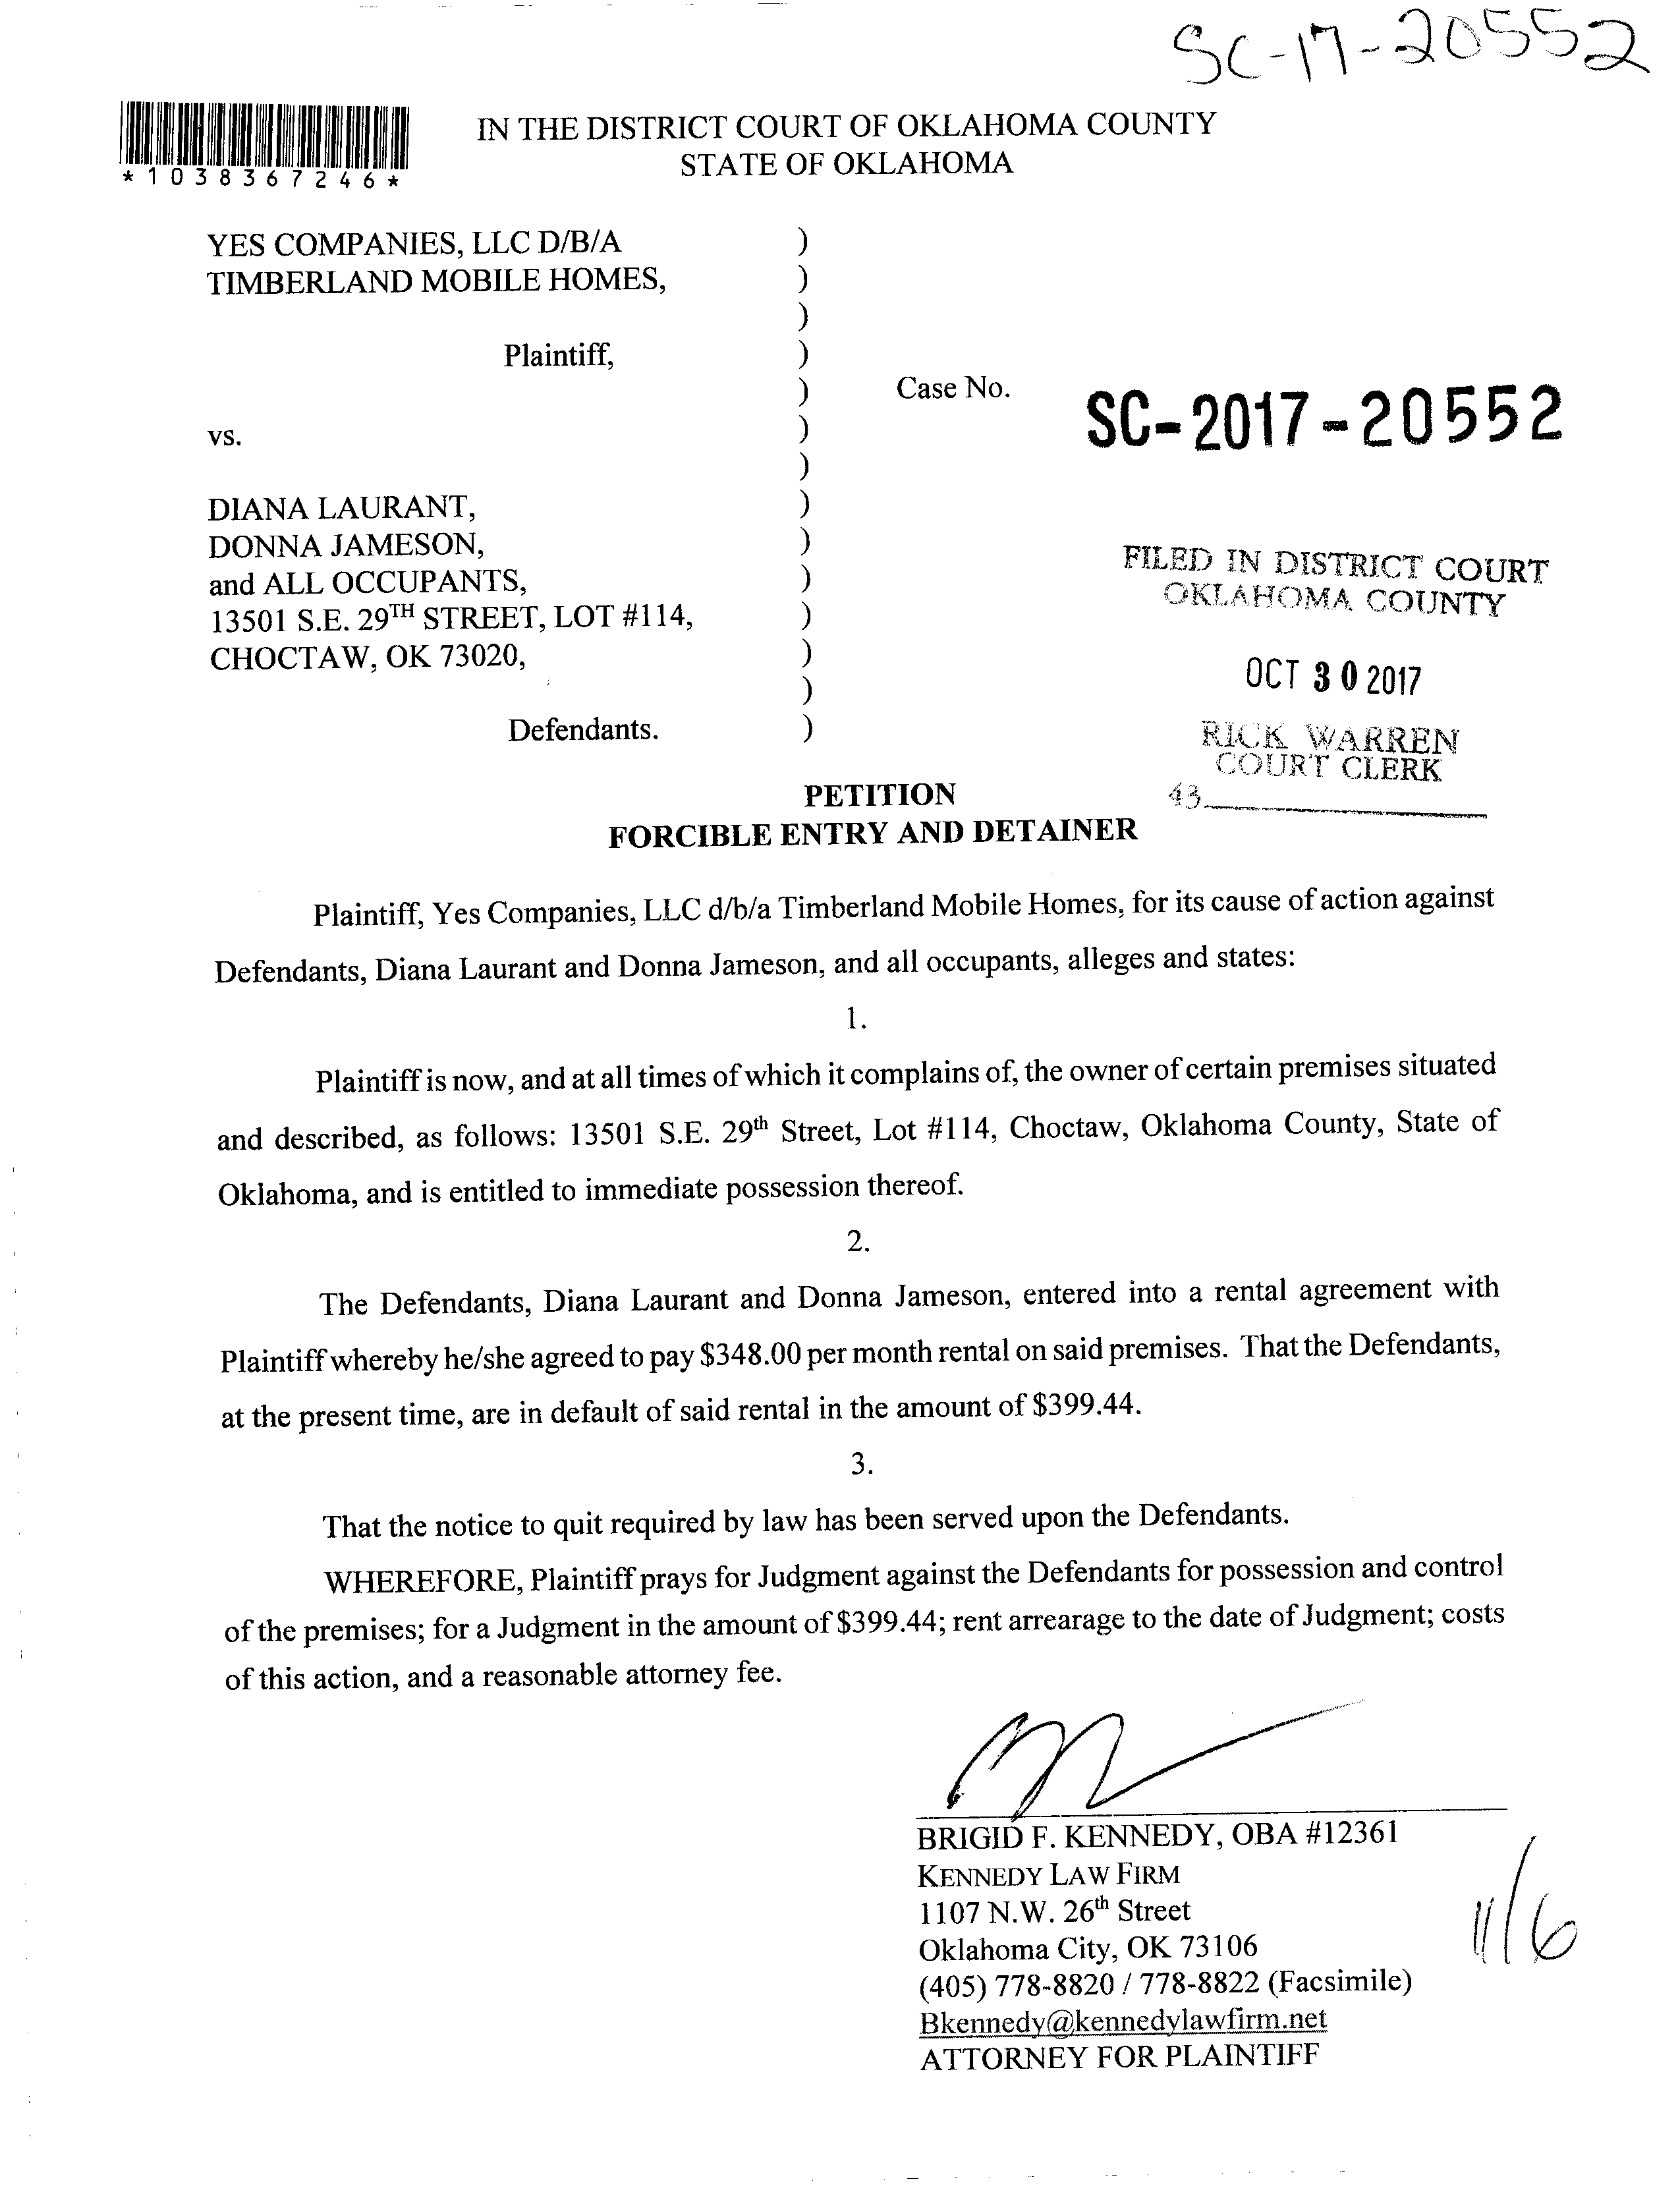 SC-17-20552
*1038367246*
IN THE DISTRICT COURT OF OKLAHOMA COUNTY
STATE OF OKLAHOMA
YES COMPANIES, LLC D/B/A )
TIMBERLAND MOBILE HOMES, )
)
Plaintiff, )
) Case No. SC-2017-20552
vs. )
)
DIANA LAURANT, )
DONNA JAMESON, )
and ALL OCCUPANTS, )
13501 S.E. 29TH STREET, LOT #114, )
CHOCTAW, OK 73020, )
)
Defendants. )
FILED IN DISTRICT COURT
OKLAHOMA COUNTY
OCT 30 2017
RICK WARREN
COURT CLERK
43
PETITION
FORCIBLE ENTRY AND DETAINER
Plaintiff, Yes Companies, LLC d/b/a Timberland Mobile Homes, for its cause of action against
Defendants, Diana Laurant and Donna Jameson, and all occupants, alleges and states:
1.
Plaintiff is now, and at all times of which it complains of, the owner of certain premises situated
and described, as follows: 13501 S.E. 29th Street, Lot #114, Choctaw, Oklahoma County, State of
Oklahoma, and is entitled to immediate possession thereof.
2.
The Defendants, Diana Laurant and Donna Jameson, entered into a rental agreement with
Plaintiff whereby he/she agreed to pay $348.00 per month rental on said premises. That the Defendants,
at the present time, are in default of said rental in the amount of $399.44.
3.
That the notice to quit required by law has been served upon the Defendants.
WHEREFORE, Plaintiff prays for Judgment against the Defendants for possession and control
of the premises; for a Judgment in the amount of $399.44; rent arrearage to the date of Judgment; costs
of this action, and a reasonable attorney fee.
BRIGID F. KENNEDY, OBA #12361
KENNEDY LAW FIRM
1107 N.W. 26th Street
Oklahoma City, OK 73106
(405) 778-8820 / 778-8822 (Facsimile)
Bkennedy@kennedylawfirm.net
ATTORNEY FOR PLAINTIFF
11/6